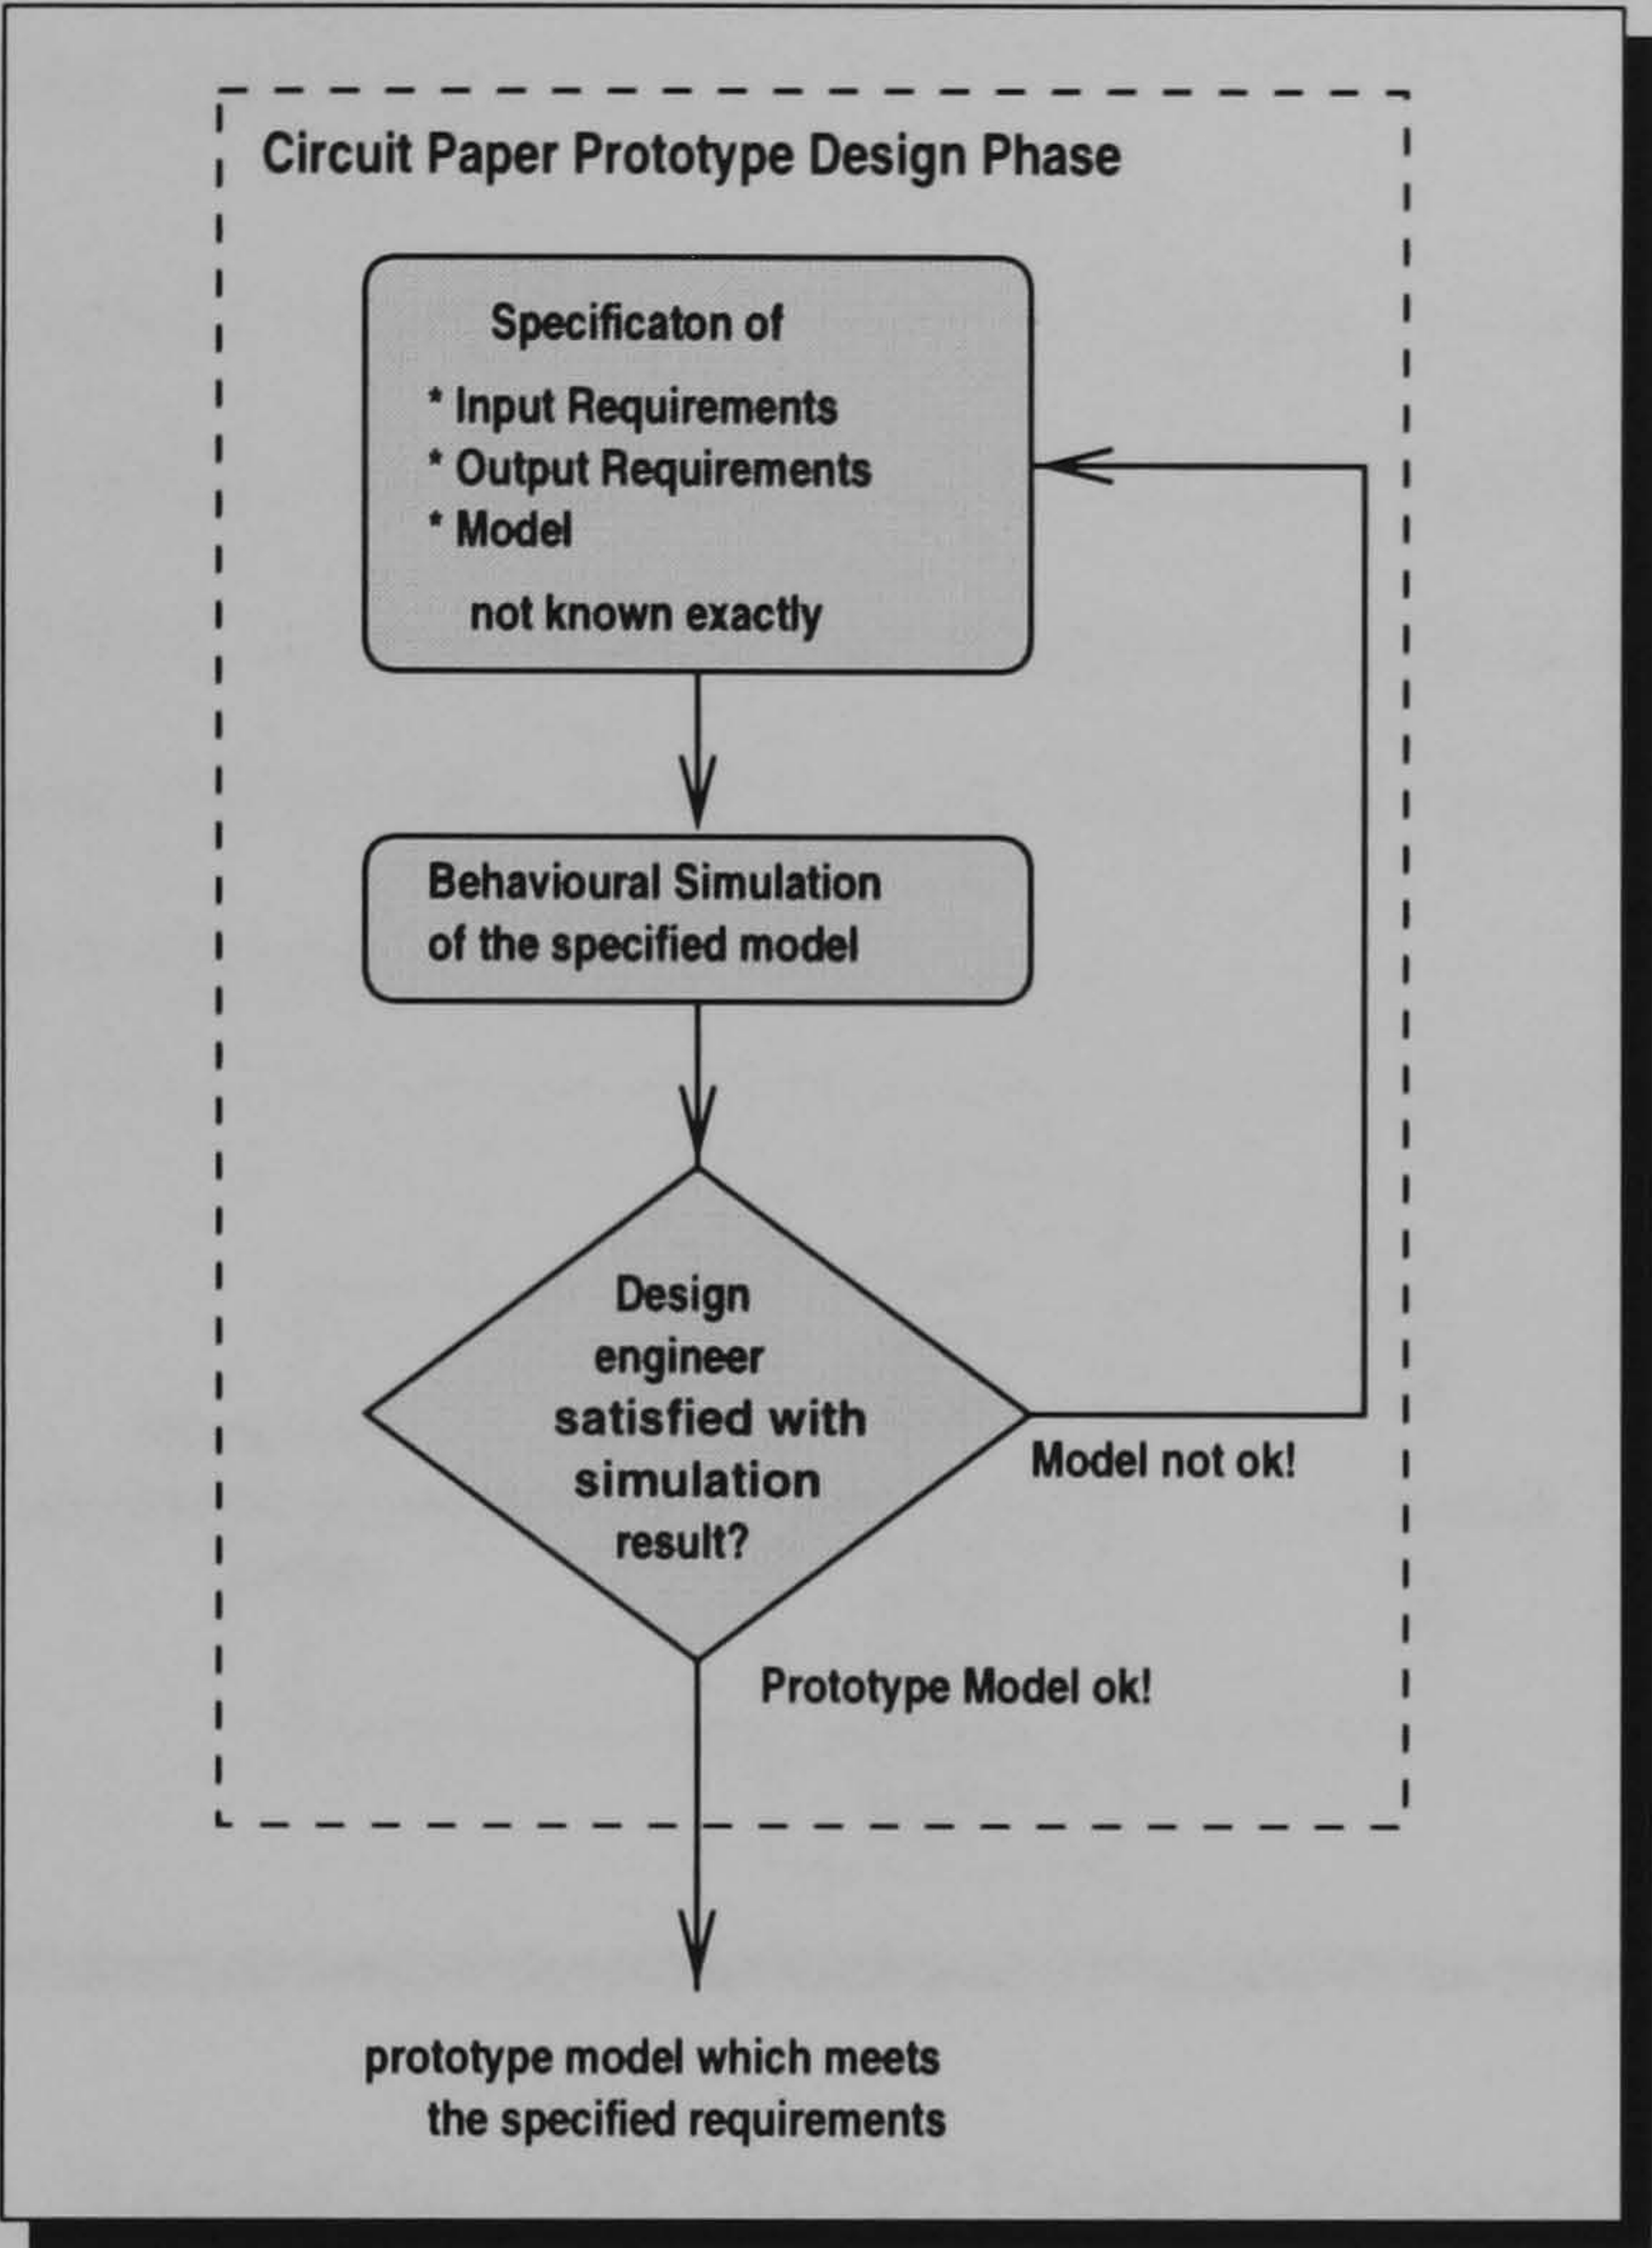 Circuit Paper Prototype Design Phase
Specificaton of
* Input Requirements
* Output Requirements
* Model
not known exactly
Behavioural Simulation
of the specified model
Design
engineer
satisfied with
simulation
result?
Model not ok!
Prototype Model ok!
prototype model which meets
the specified requirements